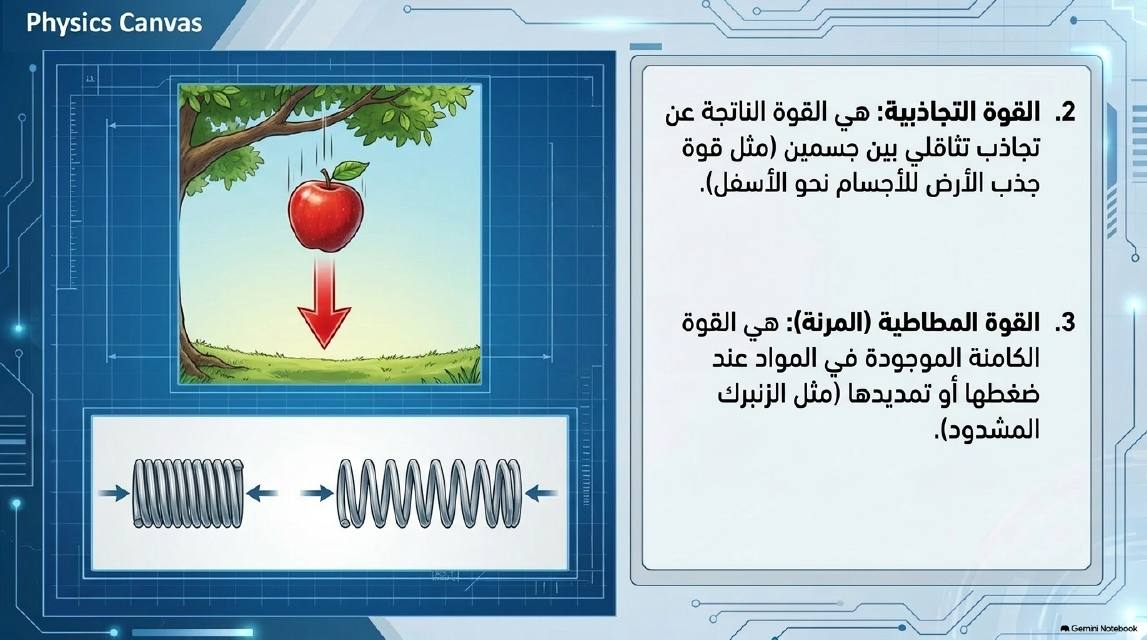 Physics Canvas
2. القوة التجاذبية: هي القوة الناتجة عن
تجاذب تثاقلي بين جسمين (مثل قوة
جذب الأرض للأجسام نحو الأسفل).
3. القوة المطاطية (المرنة): هي القوة
الكامنة الموجودة في المواد عند
ضغطها أو تمديدها (مثل الزنبرك
المشدود).
Gemini Notebook